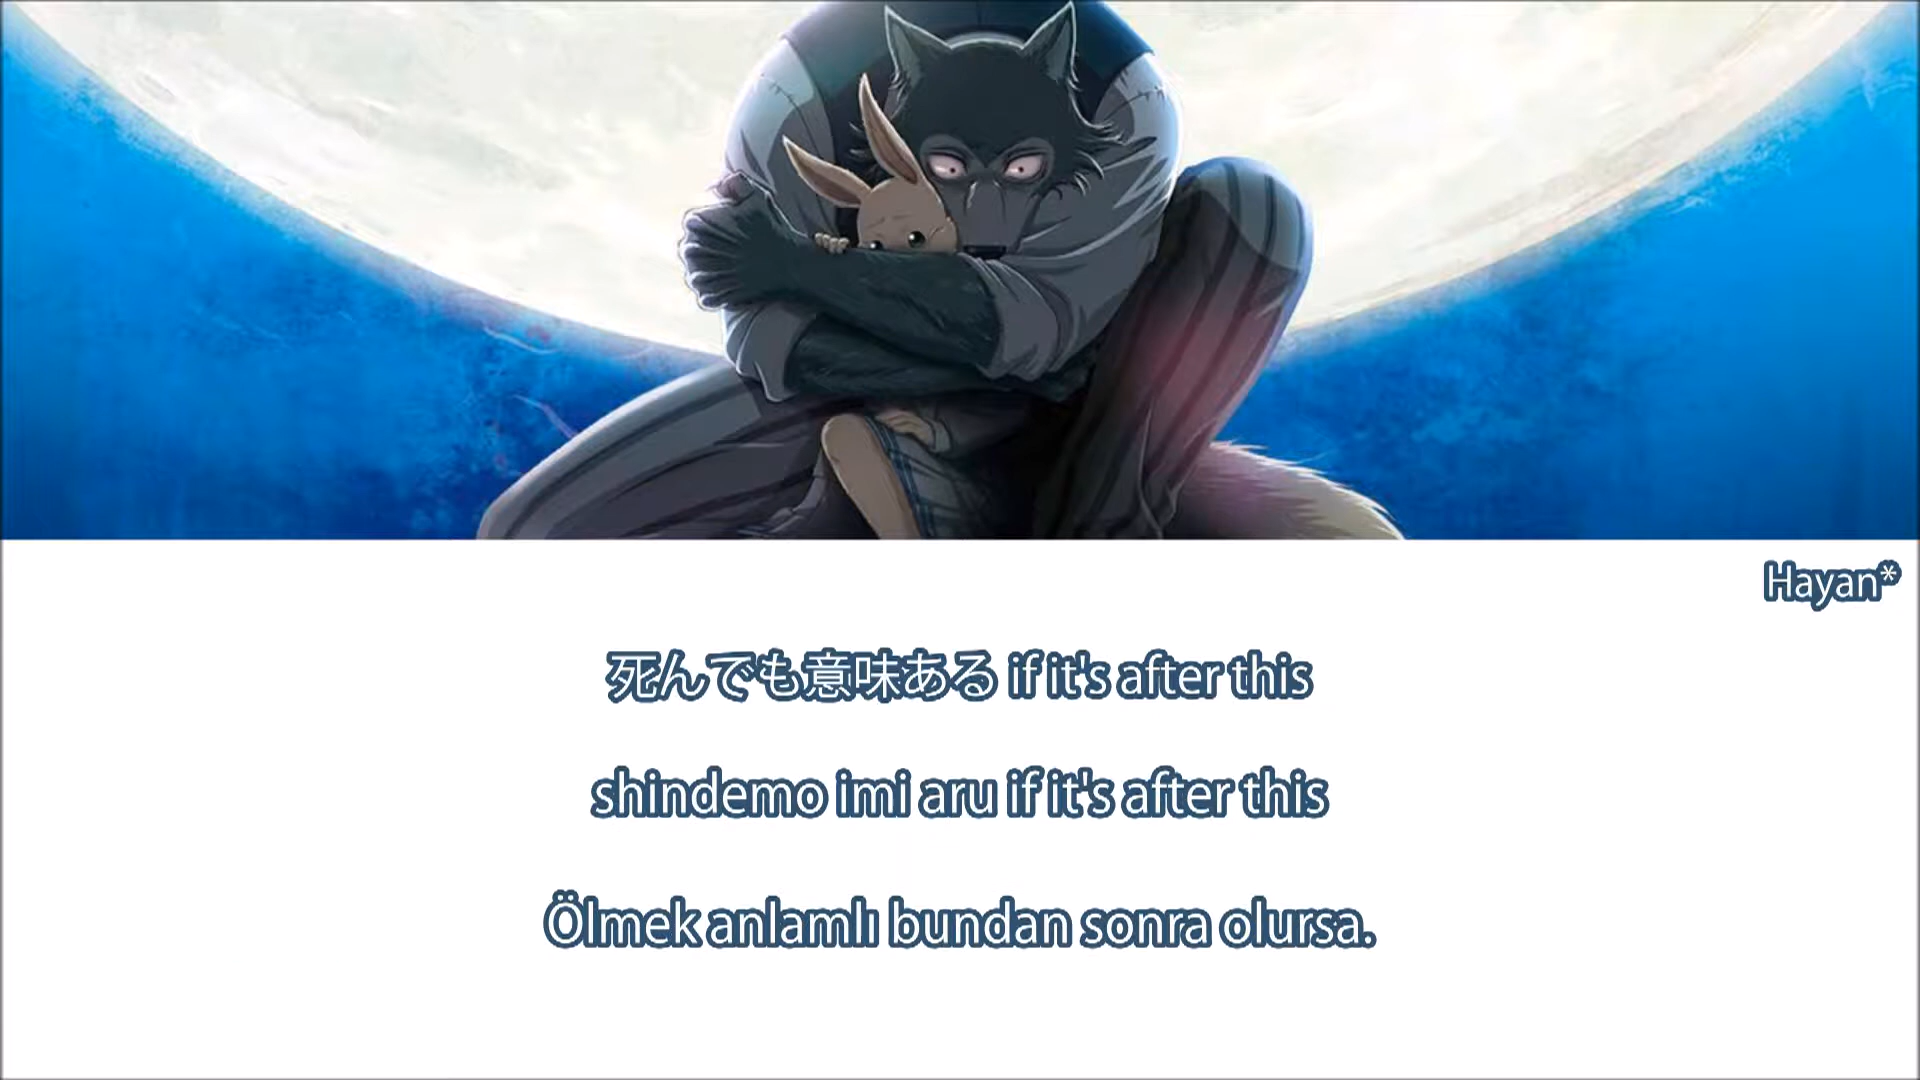 Hayan*
死んでも意味ある if it's after this
shindemo imi aru if it's after this
Ölmek anlamlı bundan sonra olursa.